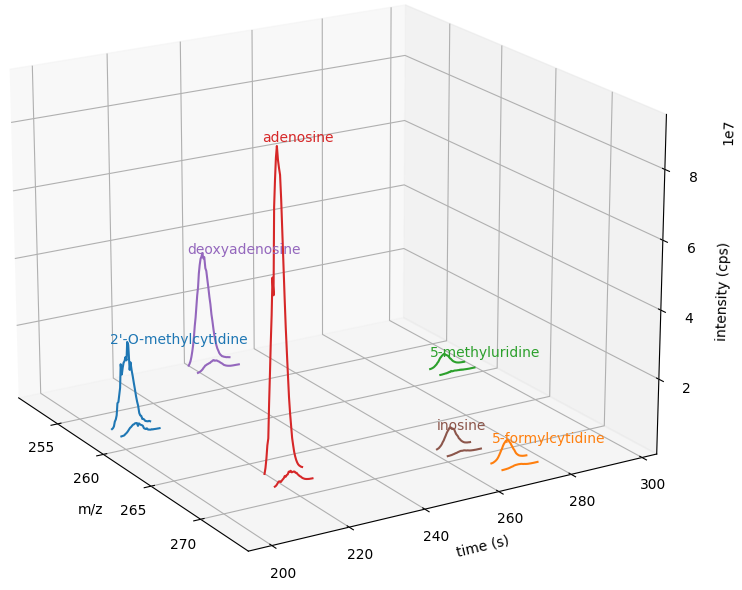 1e7
adenosine
8
deoxyadenosine
6
intensity (cps)
4
2'-O-methylcytidine
5-methyluridine
2
inosine
5-formylcytidine
255
260
265
270
m/z
200
220
240
260
280
300
time (s)